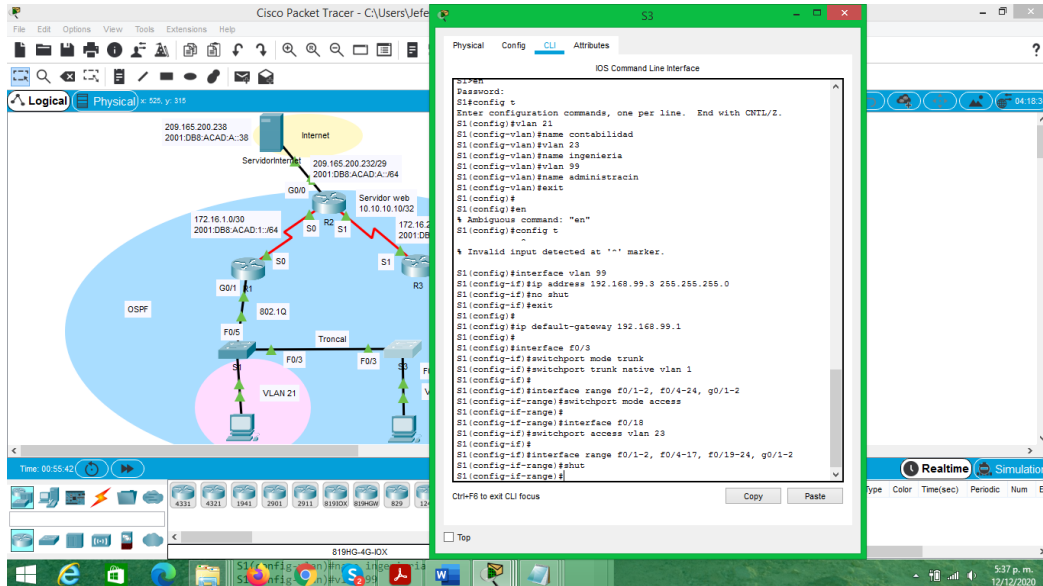 Cisco Packet Tracer - C:\Users\Jefe
File Edit Options View Tools Extensions Help
Logical
Physical
x: 525, y: 315
04:18:3
209.165.200.238
2001:DB8:ACAD:A::38
Internet
ServidorInternet
209.165.200.232/29
2001:DB8:ACAD:A::/64
G0/0
Servidor web
10.10.10.10/32
R2
172.16.1.0/30
2001:DB8:ACAD:1::/64
S0
S1
172.16.2
2001:DB
S0
S1
G0/1
R1
R3
OSPF
802.1Q
F0/5
Troncal
F0/3
F0/3
S1
S3
VLAN 21
Time: 00:55:42
Realtime
Simulation
4331
4321
1941
2901
2911
819IOX
819HGW
829
819HG-4G-IOX
Type Color Time(sec) Periodic Num
S3
Physical
Config
CLI
Attributes
?
IOS Command Line Interface
S1>en
Password:
S1#config t
Enter configuration commands, one per line. End with CNTL/Z.
S1(config)#vlan 21
S1(config-vlan)#name contabilidad
S1(config-vlan)#vlan 23
S1(config-vlan)#name ingenieria
S1(config-vlan)#vlan 99
S1(config-vlan)#name administracin
S1(config-vlan)#exit
S1(config)#
S1(config)#en
% Ambiguous command: "en"
S1(config)#config t
^
% Invalid input detected at '^' marker.
S1(config)#interface vlan 99
S1(config-if)#ip address 192.168.99.3 255.255.255.0
S1(config-if)#no shut
S1(config-if)#exit
S1(config)#
S1(config)#ip default-gateway 192.168.99.1
S1(config)#
S1(config)#interface f0/3
S1(config-if)#switchport mode trunk
S1(config-if)#switchport trunk native vlan 1
S1(config-if)#
S1(config-if)#interface range f0/1-2, f0/4-24, g0/1-2
S1(config-if-range)#switchport mode access
S1(config-if-range)#
S1(config-if-range)#interface f0/18
S1(config-if)#switchport access vlan 23
S1(config-if)#
S1(config-if)#interface range f0/1-2, f0/4-17, f0/19-24, g0/1-2
S1(config-if-range)#shut
S1(config-if-range)#
Ctrl+F6 to exit CLI focus
Copy
Paste
Top
5:37 p. m.
12/12/2020